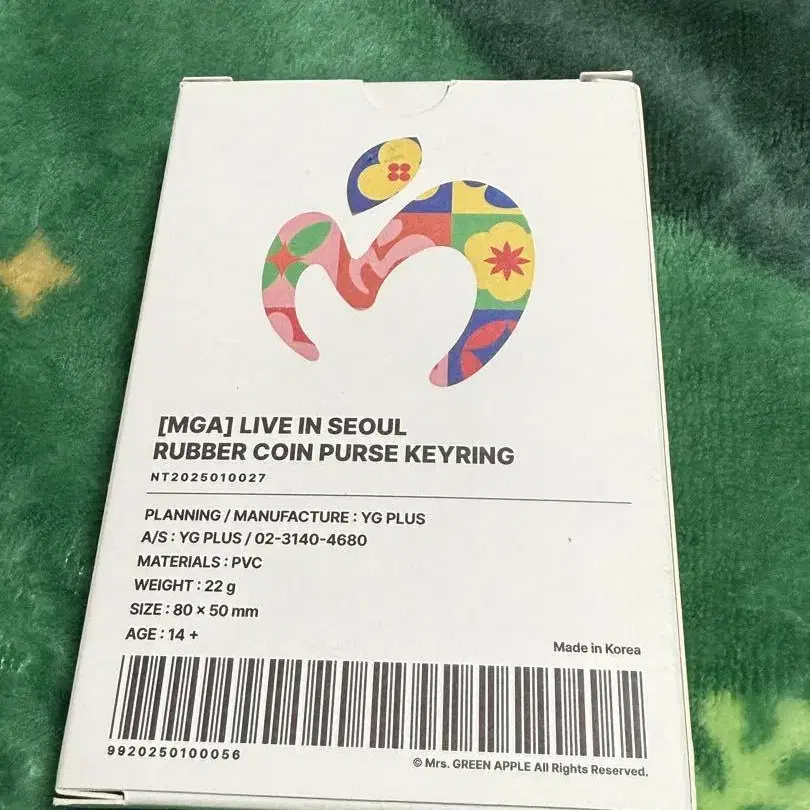 [MGA] LIVE IN SEOUL
RUBBER COIN PURSE KEYRING
NT2025010027
PLANNING / MANUFACTURE : YG PLUS
A/S : YG PLUS / 02-3140-4680
MATERIALS : PVC
WEIGHT : 22 g
SIZE : 80 × 50 mm
AGE : 14 +
Made in Korea
9920250100056
© Mrs. GREEN APPLE All Rights Reserved.